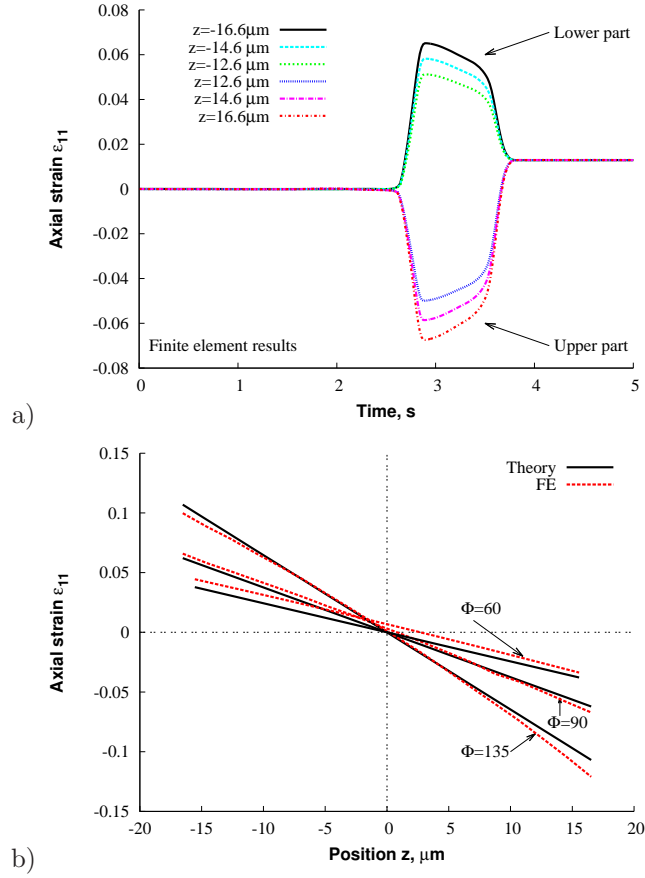 a)
Axial strain ε11
0.08
0.06
0.04
0.02
0
-0.02
-0.04
-0.06
-0.08
z=-16.6μm
z=-14.6 μm
z=-12.6 μm
z=12.6 μm
z=14.6 μm
z=16.6μm
Lower part
Upper part
Finite element results
0 1 2 3 4 5
Time, s
b)
Axial strain ε11
0.15
0.1
0.05
0
-0.05
-0.1
-0.15
Theory
FE
Φ=60
Φ=90
Φ=135
-20 -15 -10 -5 0 5 10 15 20
Position z, μm